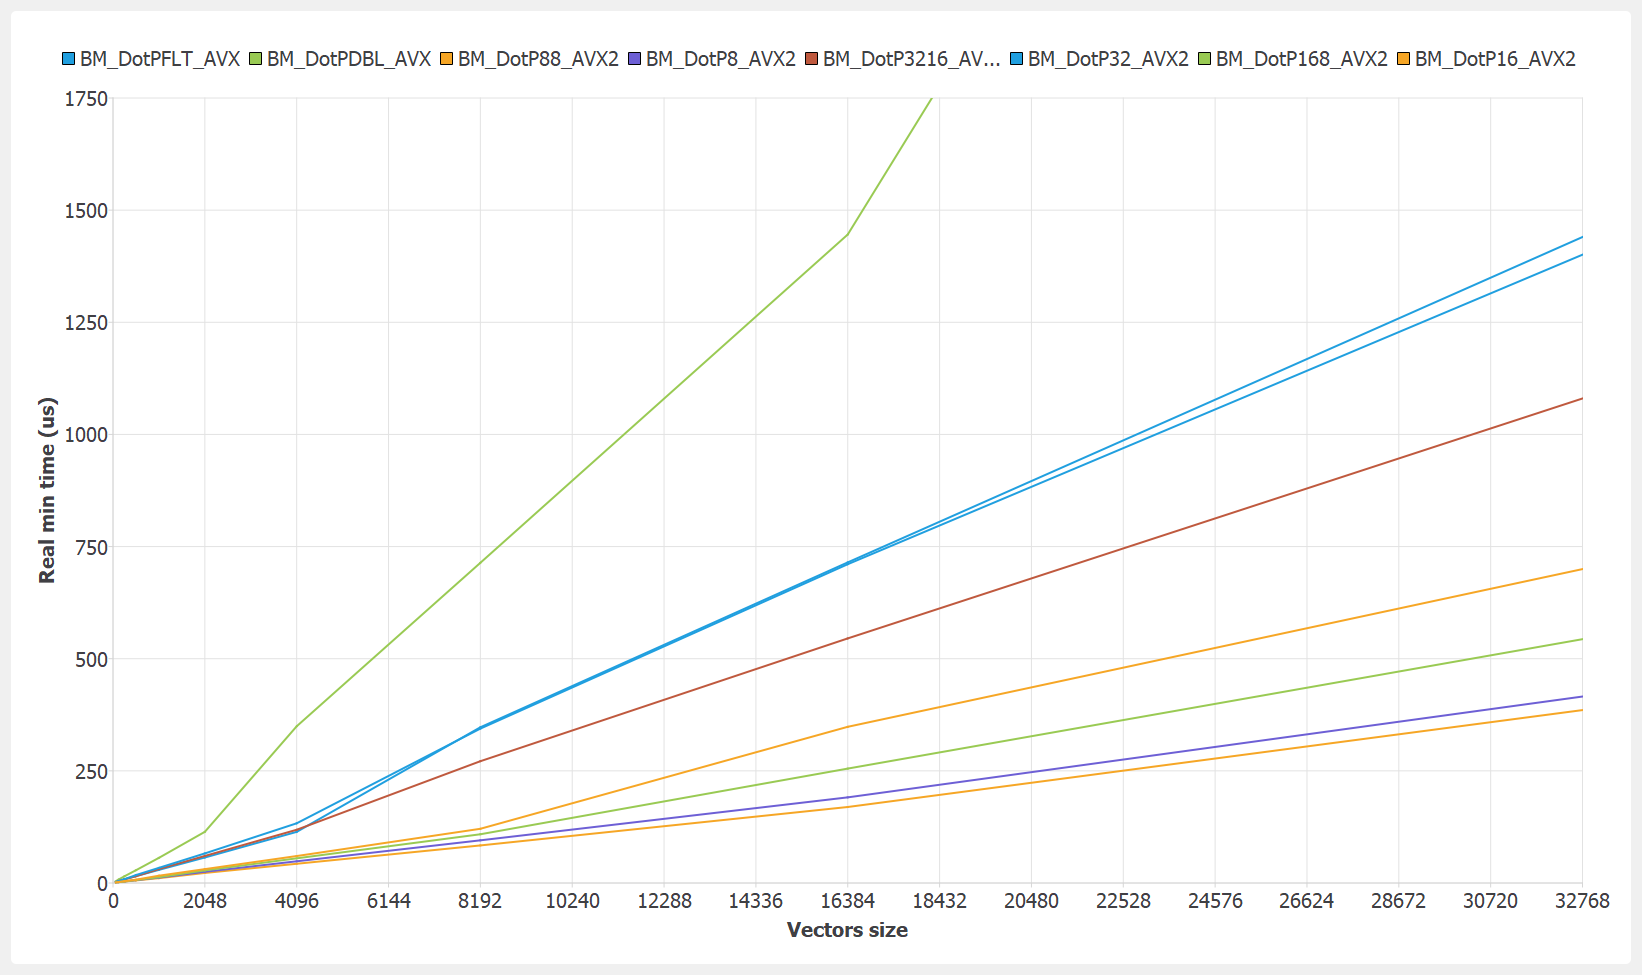 BM_DotPFLT_AVX BM_DotPDBL_AVX BM_DotP88_AVX2 BM_DotP8_AVX2 BM_DotP3216_AV... BM_DotP32_AVX2 BM_DotP168_AVX2 BM_DotP16_AVX2
1750
1500
1250
1000
750
500
250
0
Real min time (us)
0 2048 4096 6144 8192 10240 12288 14336 16384 18432 20480 22528 24576 26624 28672 30720 32768
Vectors size